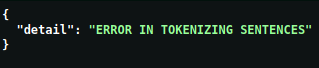 {
  "detail": "ERROR IN TOKENIZING SENTENCES"
}